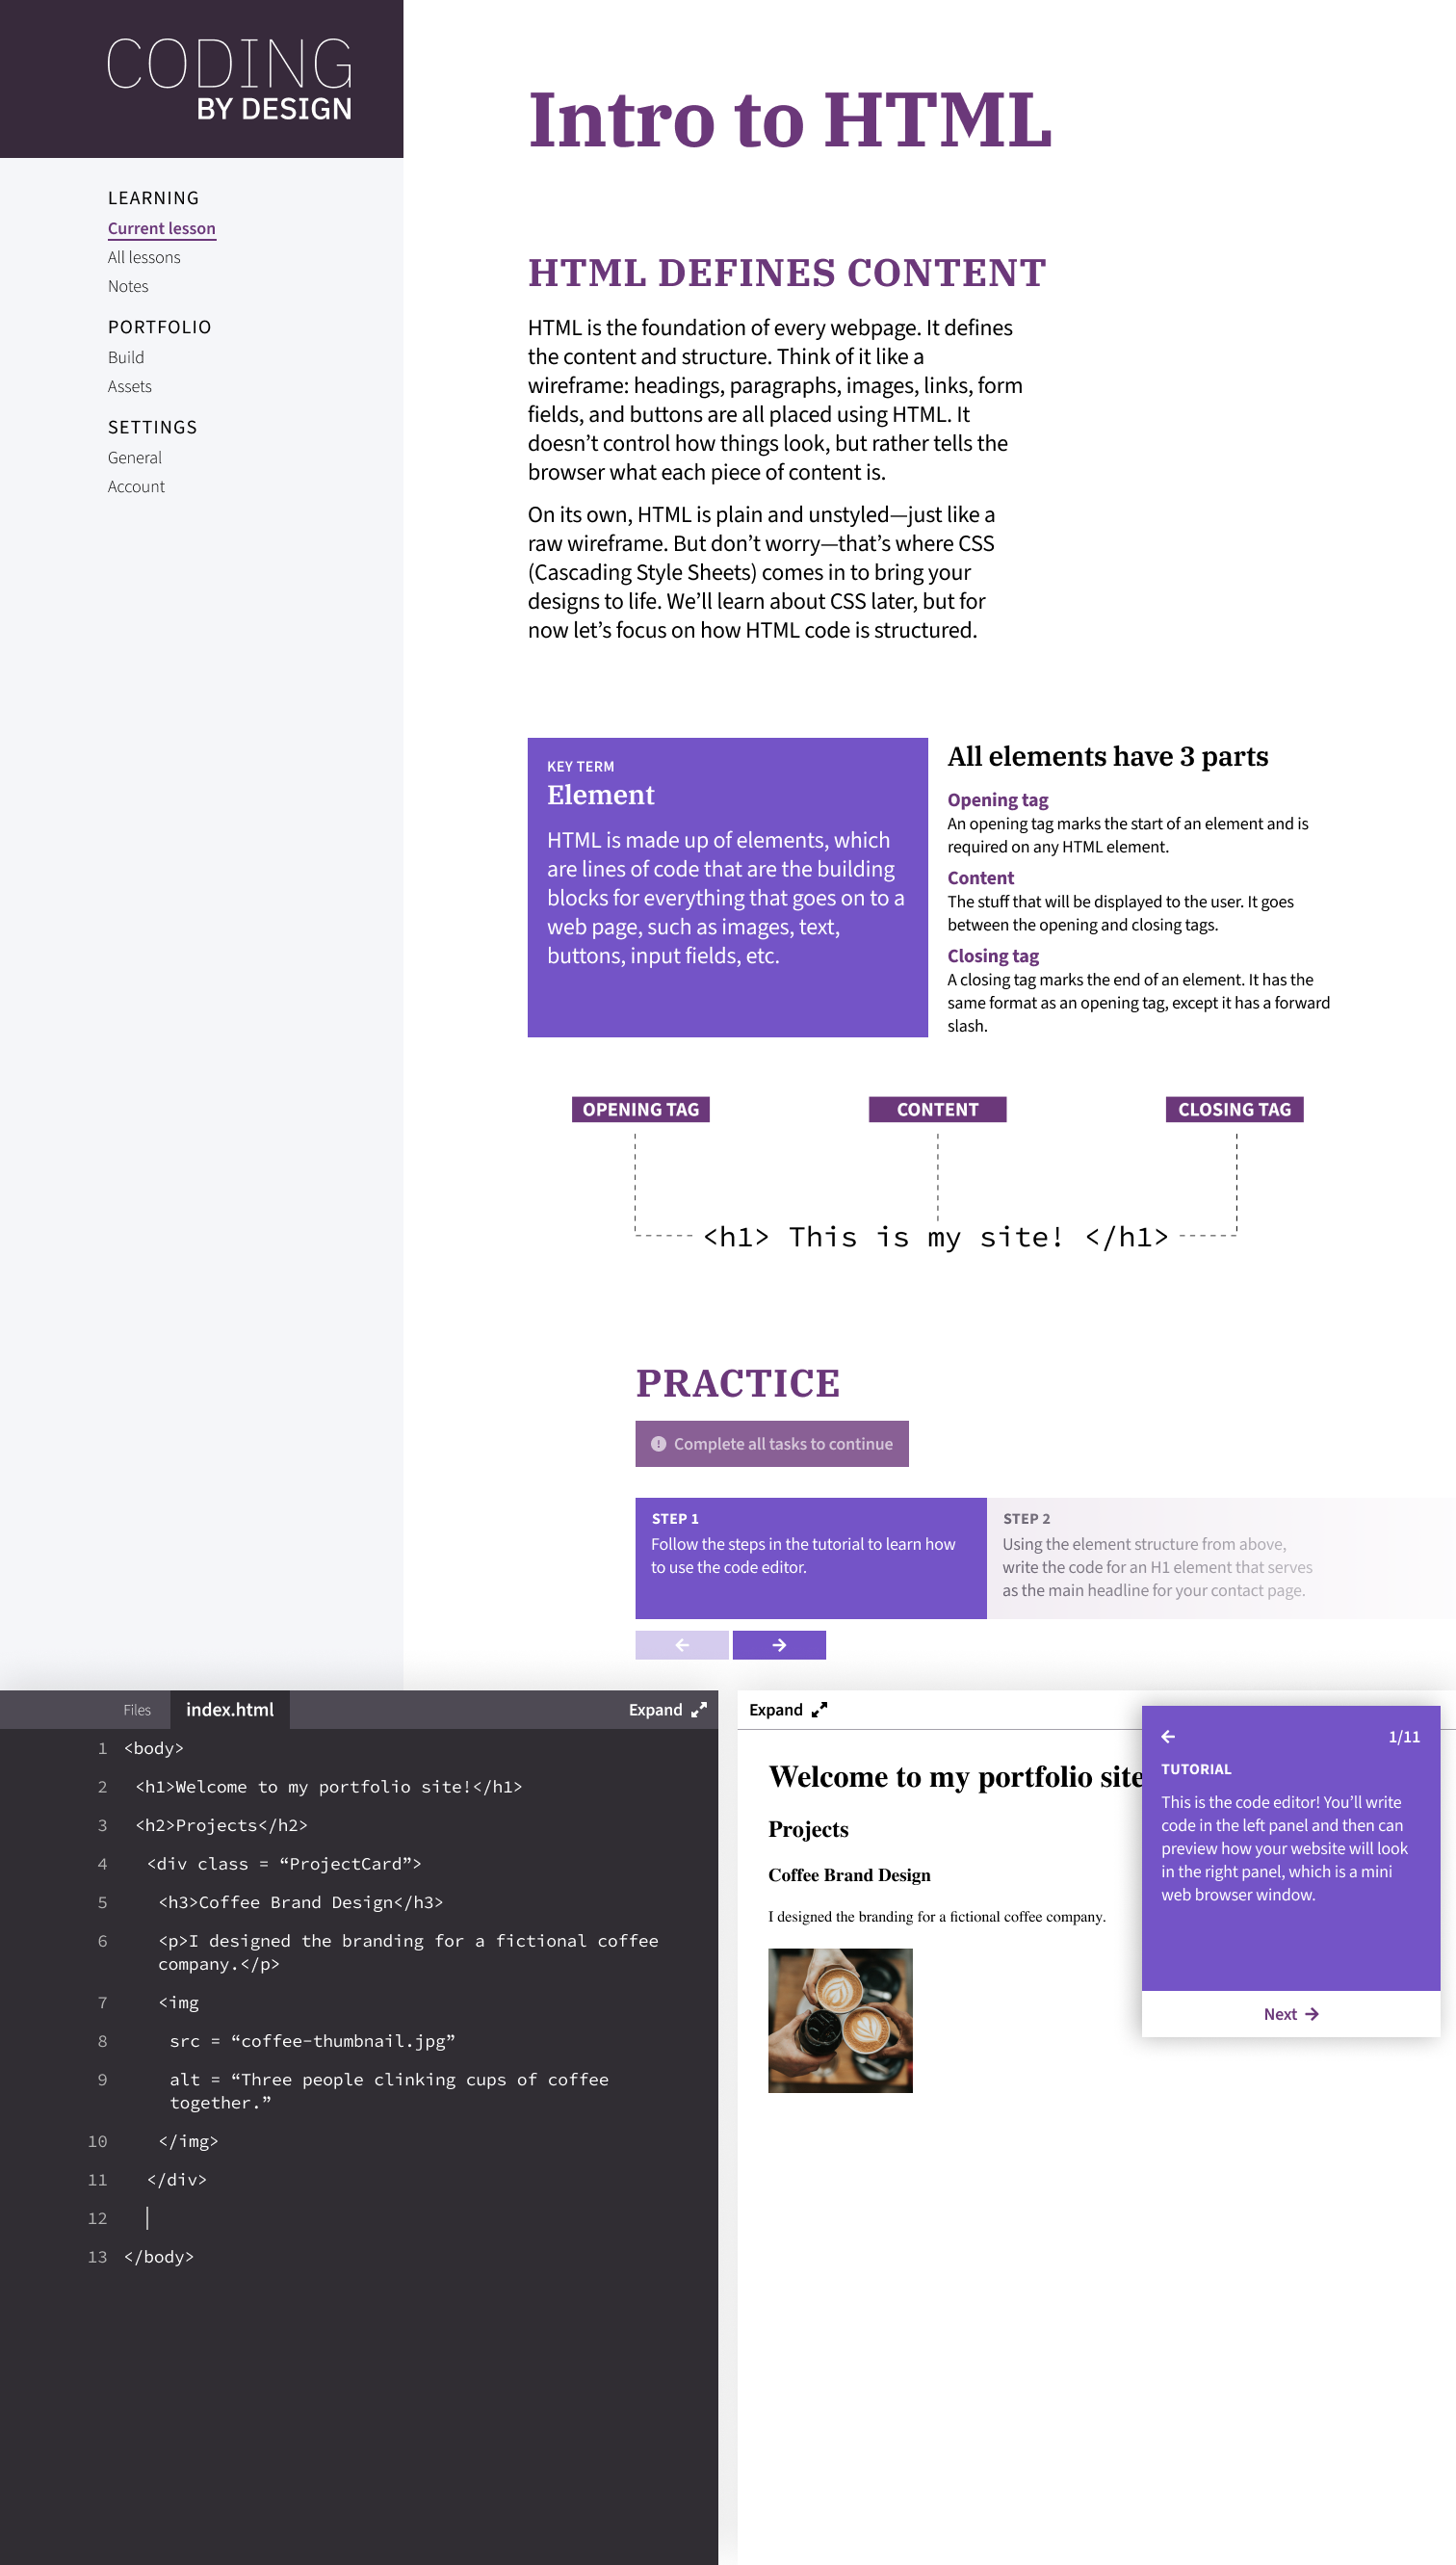 CODING
BY DESIGN
LEARNING
Current lesson
All lessons
Notes
PORTFOLIO
Build
Assets
SETTINGS
General
Account
Intro to HTML
HTML DEFINES CONTENT
HTML is the foundation of every webpage. It defines
the content and structure. Think of it like a
wireframe: headings, paragraphs, images, links, form
fields, and buttons are all placed using HTML. It
doesn’t control how things look, but rather tells the
browser what each piece of content is.
On its own, HTML is plain and unstyled—just like a
raw wireframe. But don’t worry—that’s where CSS
(Cascading Style Sheets) comes in to bring your
designs to life. We’ll learn about CSS later, but for
now let’s focus on how HTML code is structured.
KEY TERM
Element
HTML is made up of elements, which
are lines of code that are the building
blocks for everything that goes on to a
web page, such as images, text,
buttons, input fields, etc.
All elements have 3 parts
Opening tag
An opening tag marks the start of an element and is
required on any HTML element.
Content
The stuff that will be displayed to the user. It goes
between the opening and closing tags.
Closing tag
A closing tag marks the end of an element. It has the
same format as an opening tag, except it has a forward
slash.
OPENING TAG
CONTENT
CLOSING TAG
<h1> This is my site! </h1>
PRACTICE
Complete all tasks to continue
STEP 1
Follow the steps in the tutorial to learn how
to use the code editor.
STEP 2
Using the element structure from above,
write the code for an H1 element that serves
as the main headline for your contact page.
Files
index.html
Expand
1 <body>
2 <h1>Welcome to my portfolio site!</h1>
3 <h2>Projects</h2>
4 <div class = “ProjectCard”>
5 <h3>Coffee Brand Design</h3>
6 <p>I designed the branding for a fictional coffee
company.</p>
7 <img
8 src = “coffee-thumbnail.jpg”
9 alt = “Three people clinking cups of coffee
together.”
10 </img>
11 </div>
12
13 </body>
Expand
Welcome to my portfolio site
Projects
Coffee Brand Design
I designed the branding for a fictional coffee company.
1/11
TUTORIAL
This is the code editor! You’ll write
code in the left panel and then can
preview how your website will look
in the right panel, which is a mini
web browser window.
Next